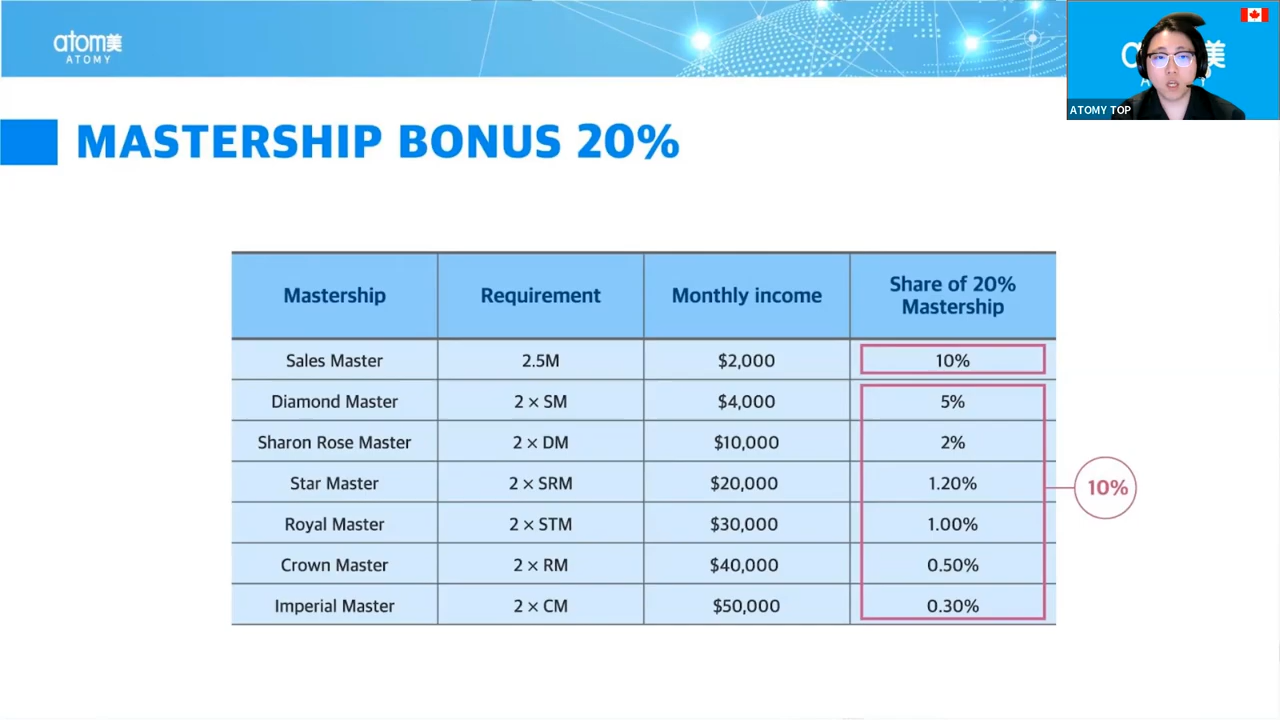 atom美
ATOMY
ATOMY TOP
MASTERSHIP BONUS 20%
Mastership Requirement Monthly income Share of 20% Mastership
Sales Master 2.5M $2,000 10%
Diamond Master 2 × SM $4,000 5%
Sharon Rose Master 2 × DM $10,000 2%
Star Master 2 × SRM $20,000 1.20%
10%
Royal Master 2 × STM $30,000 1.00%
Crown Master 2 × RM $40,000 0.50%
Imperial Master 2 × CM $50,000 0.30%